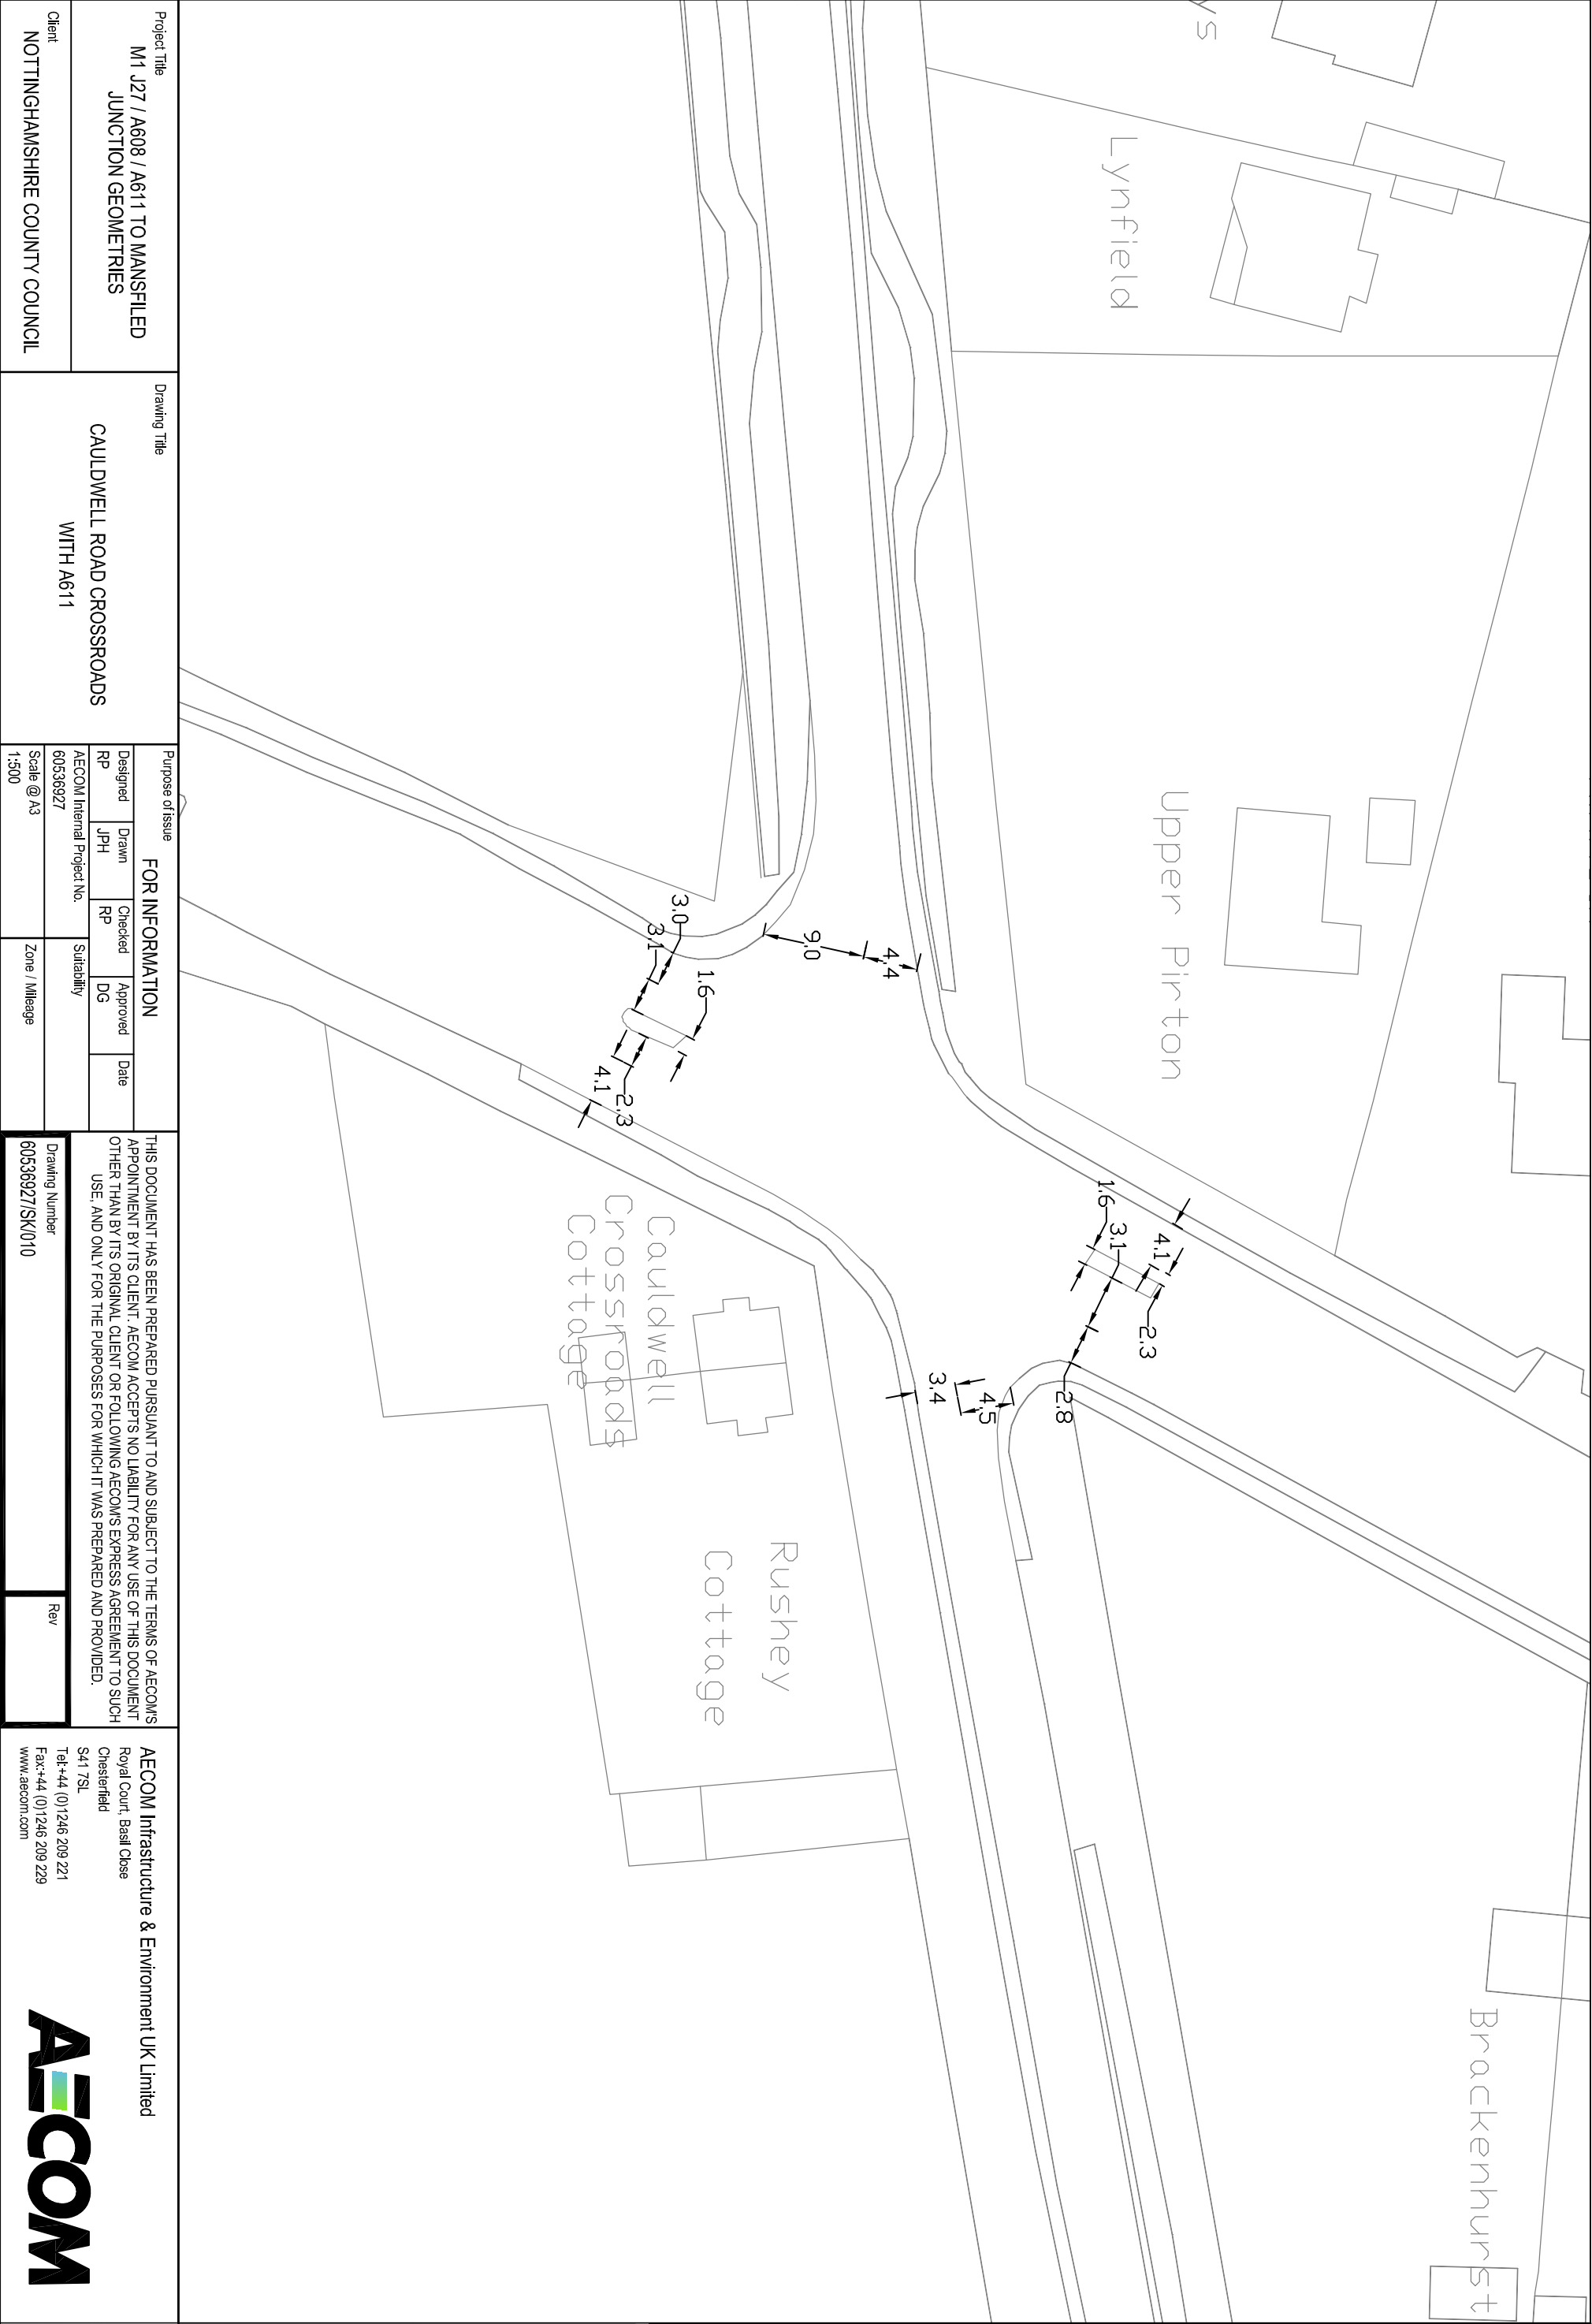 ys
Lynfield
Upper Pirton
Brackenhurst
Cauldwell
Crossroads
Cottage
Rushey
Cottage
9.0
4.4
3.0
3.1
1.6
2.3
4.1
1.6
3.1
4.1
2.3
2.8
3.4
4.5
Project Title
M1 J27 / A608 / A611 TO MANSFILED
JUNCTION GEOMETRIES
Client
NOTTINGHAMSHIRE COUNTY COUNCIL
Drawing Title
CAULDWELL ROAD CROSSROADS
WITH A611
Purpose of issue
FOR INFORMATION
Designed
RP
Drawn
JPH
Checked
RP
Approved
DG
Date
AECOM Internal Project No.
60536927
Suitability
Scale @ A3
1:500
Zone / Mileage
THIS DOCUMENT HAS BEEN PREPARED PURSUANT TO AND SUBJECT TO THE TERMS OF AECOM'S
APPOINTMENT BY ITS CLIENT. AECOM ACCEPTS NO LIABILITY FOR ANY USE OF THIS DOCUMENT
OTHER THAN BY ITS ORIGINAL CLIENT OR FOLLOWING AECOM'S EXPRESS AGREEMENT TO SUCH
USE, AND ONLY FOR THE PURPOSES FOR WHICH IT WAS PREPARED AND PROVIDED.
Drawing Number
60536927/SK/010
Rev
AECOM Infrastructure & Environment UK Limited
Royal Court, Basil Close
Chesterfield
S41 7SL
Tel:+44 (0)1246 209 221
Fax:+44 (0)1246 209 229
www.aecom.com
AECOM